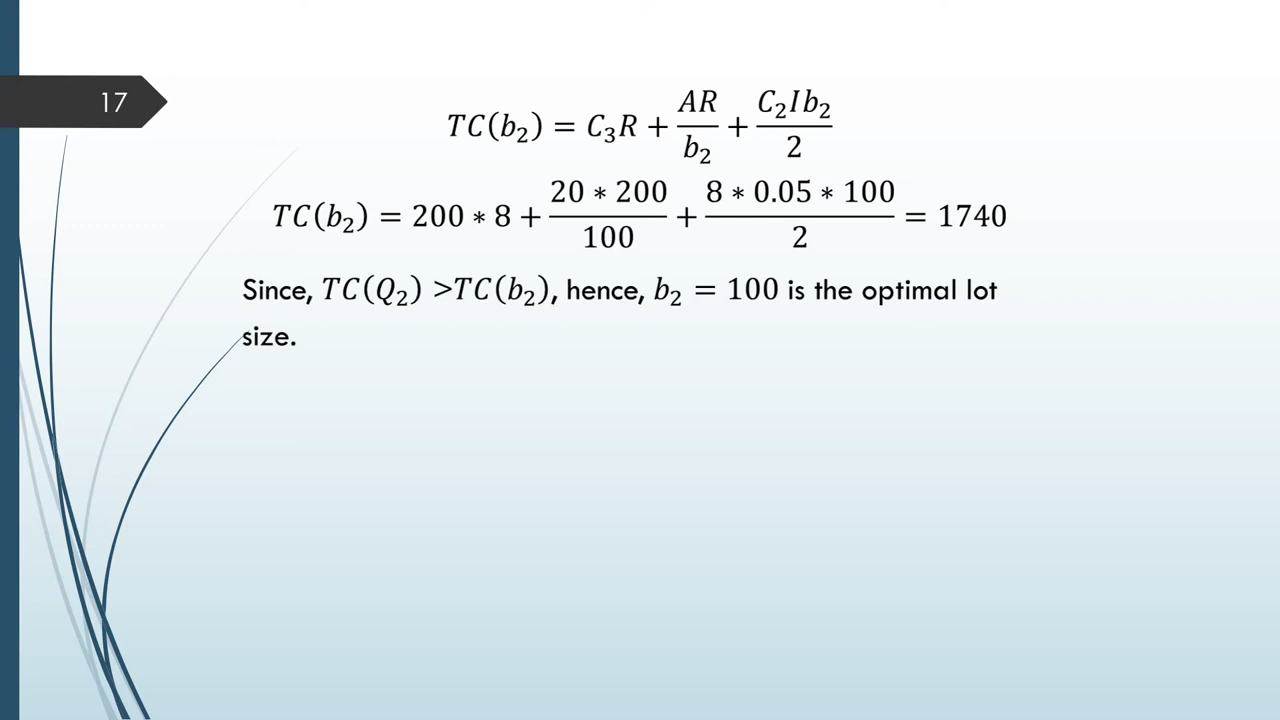 17
𝑇𝐶(𝑏₂) = 𝐶₃𝑅 + 𝐴𝑅/𝑏₂ + 𝐶₂𝐼𝑏₂/2
𝑇𝐶(𝑏₂) = 200 ∗ 8 + 20 ∗ 200/100 + 8 ∗ 0.05 ∗ 100/2 = 1740
Since, 𝑇𝐶(𝑄₂) >𝑇𝐶(𝑏₂), hence, 𝑏₂ = 100 is the optimal lot
size.